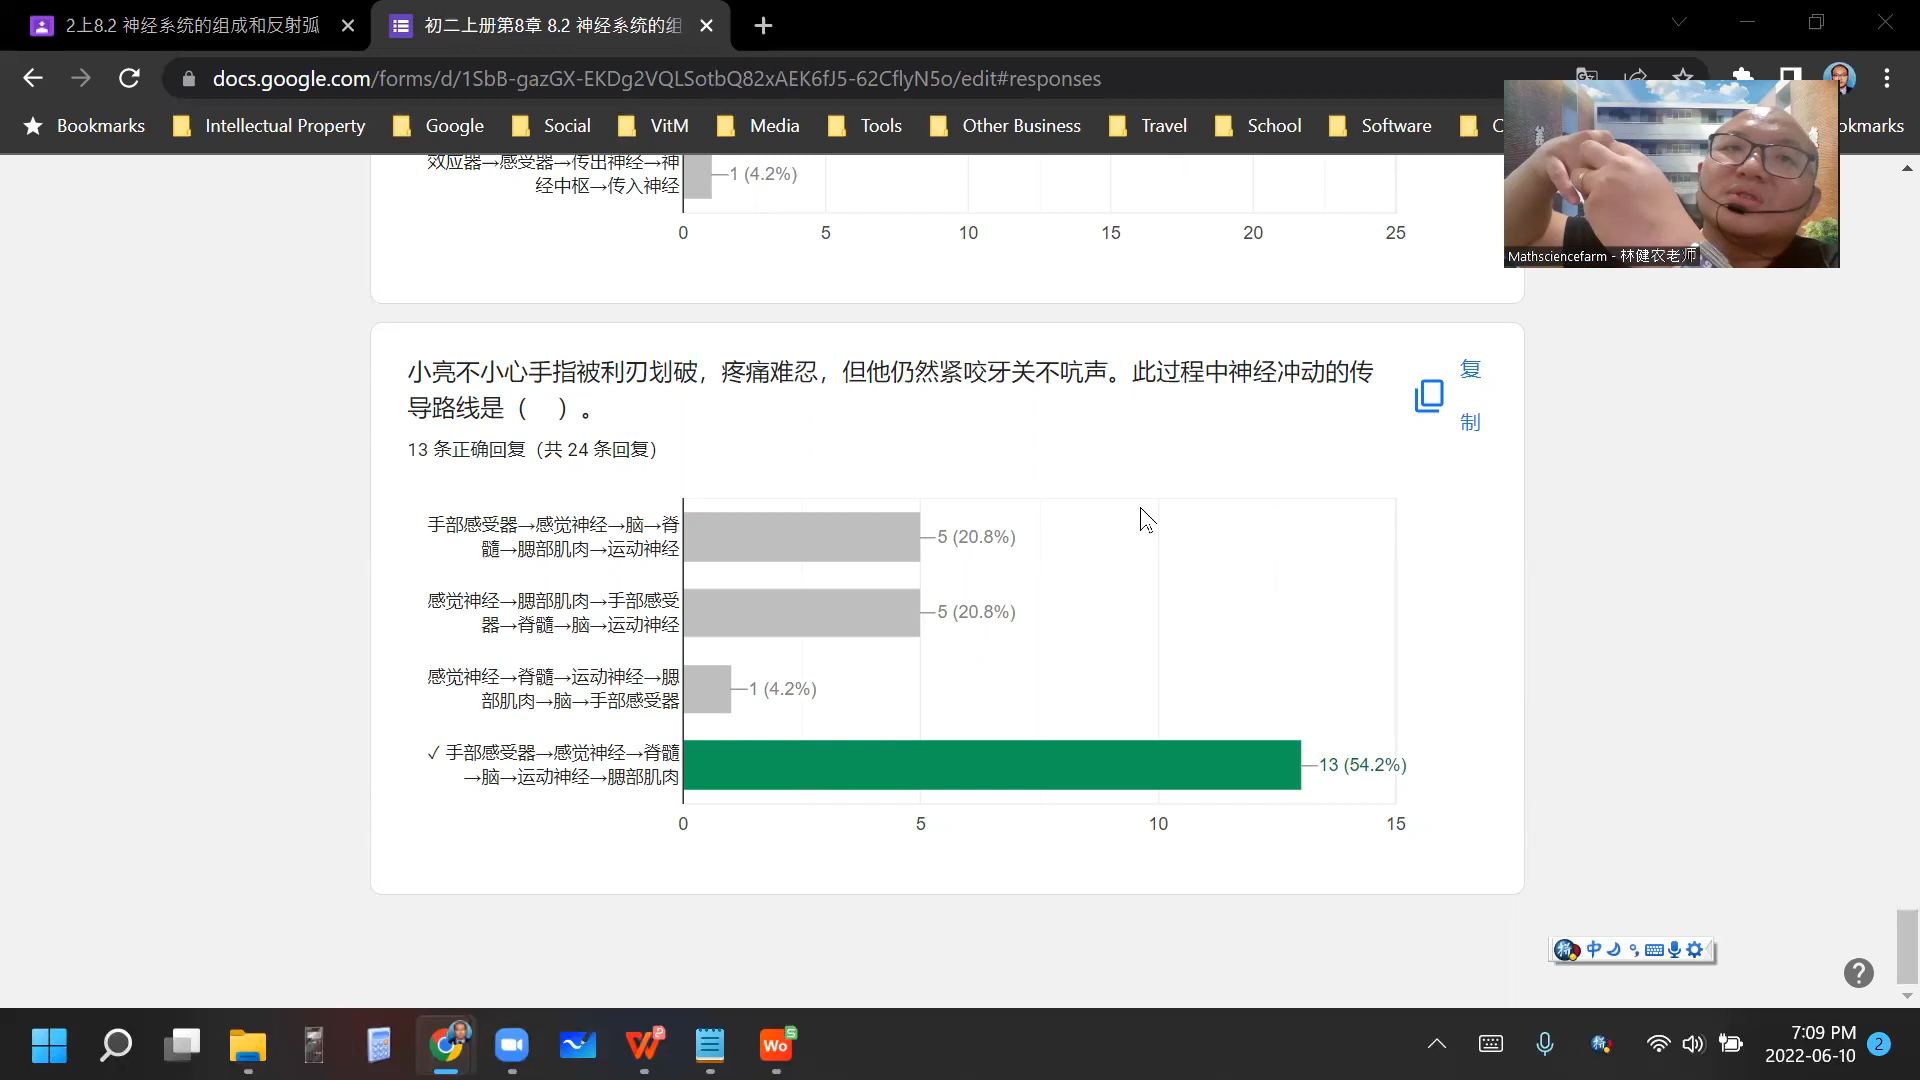 2上8.2 神经系统的组成和反射弧
初二上册第8章 8.2 神经系统的组
docs.google.com/forms/d/1SbB-gazGX-EKDg2VQLSotbQ82xAEK6fJ5-62CflyN5o/edit#responses
Bookmarks
Intellectual Property
Google
Social
VitM
Media
Tools
Other Business
Travel
School
Software
okmarks
Mathsciencefarm - 林健农老师
效应器→感受器→传出神经→神
经中枢→传入神经
1 (4.2%)
0 5 10 15 20 25
小亮不小心手指被利刃划破，疼痛难忍，但他仍然紧咬牙关不吭声。此过程中神经冲动的传
导路线是（ ）。
复
制
13 条正确回复（共 24 条回复）
手部感受器→感觉神经→脑→脊
髓→腮部肌肉→运动神经
5 (20.8%)
感觉神经→腮部肌肉→手部感受
器→脊髓→脑→运动神经
5 (20.8%)
感觉神经→脊髓→运动神经→腮
部肌肉→脑→手部感受器
1 (4.2%)
✓ 手部感受器→感觉神经→脊髓
→脑→运动神经→腮部肌肉
13 (54.2%)
0 5 10 15
中
Wo
7:09 PM
2022-06-10
2